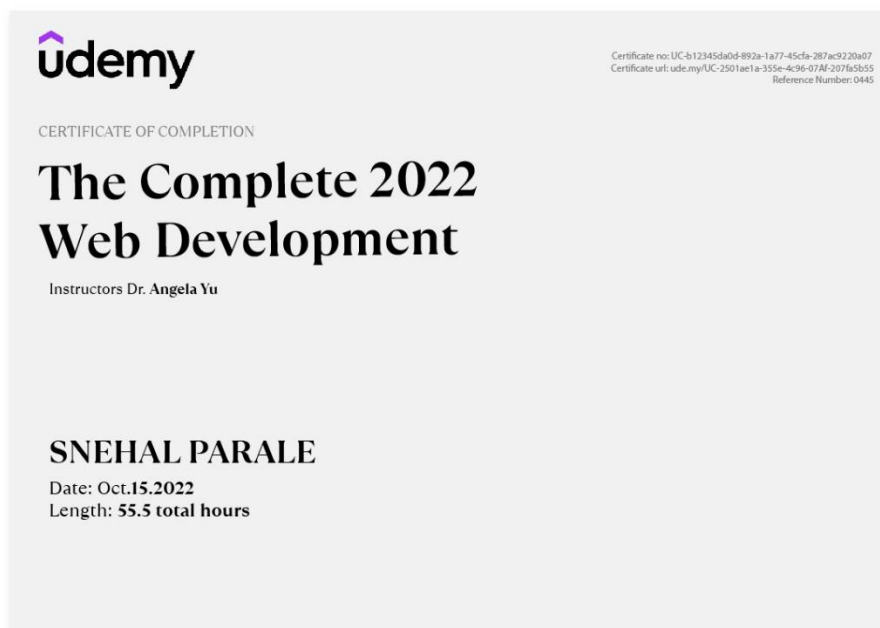 udemy
Certificate no: UC-b12345da0d-892a-1a77-45cfa-287ac9220a07
Certificate url: ude.my/UC-2501ae1a-355e-4c96-07Af-207fa5b55
Reference Number: 0445
CERTIFICATE OF COMPLETION
The Complete 2022
Web Development
Instructors Dr. Angela Yu
SNEHAL PARALE
Date: Oct.15.2022
Length: 55.5 total hours